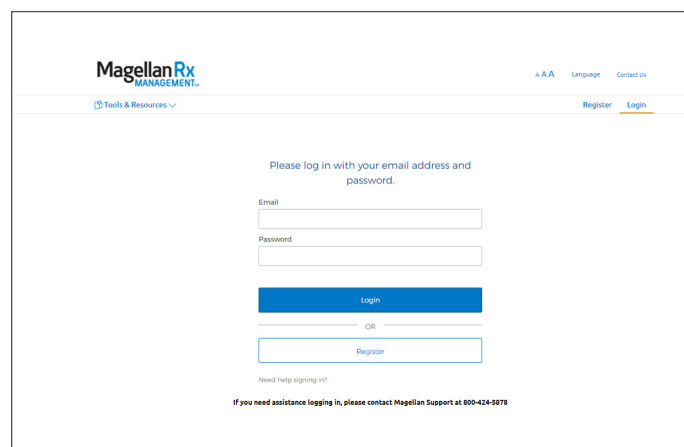 Magellan Rx
MANAGEMENT
A A A Language Contact Us
Tools & Resources
Register Login
Please log in with your email address and
password.
Email
Password
Login
OR
Register
Need help signing in?
If you need assistance logging in, please contact Magellan Support at 800-424-5878